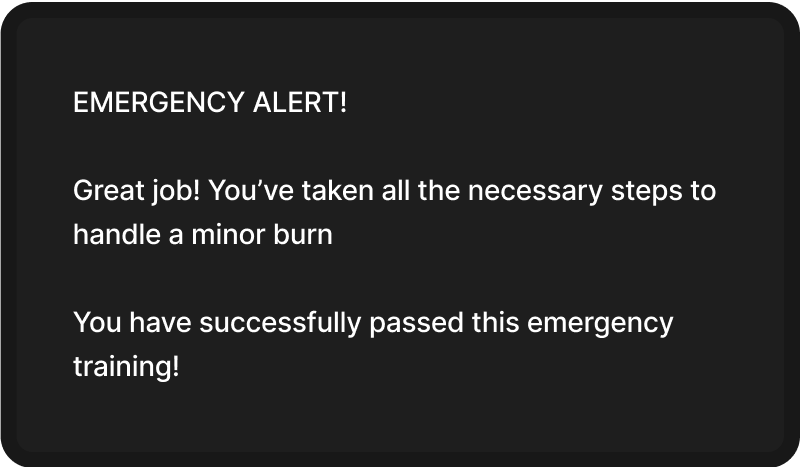 EMERGENCY ALERT!
Great job! You’ve taken all the necessary steps to
handle a minor burn
You have successfully passed this emergency
training!